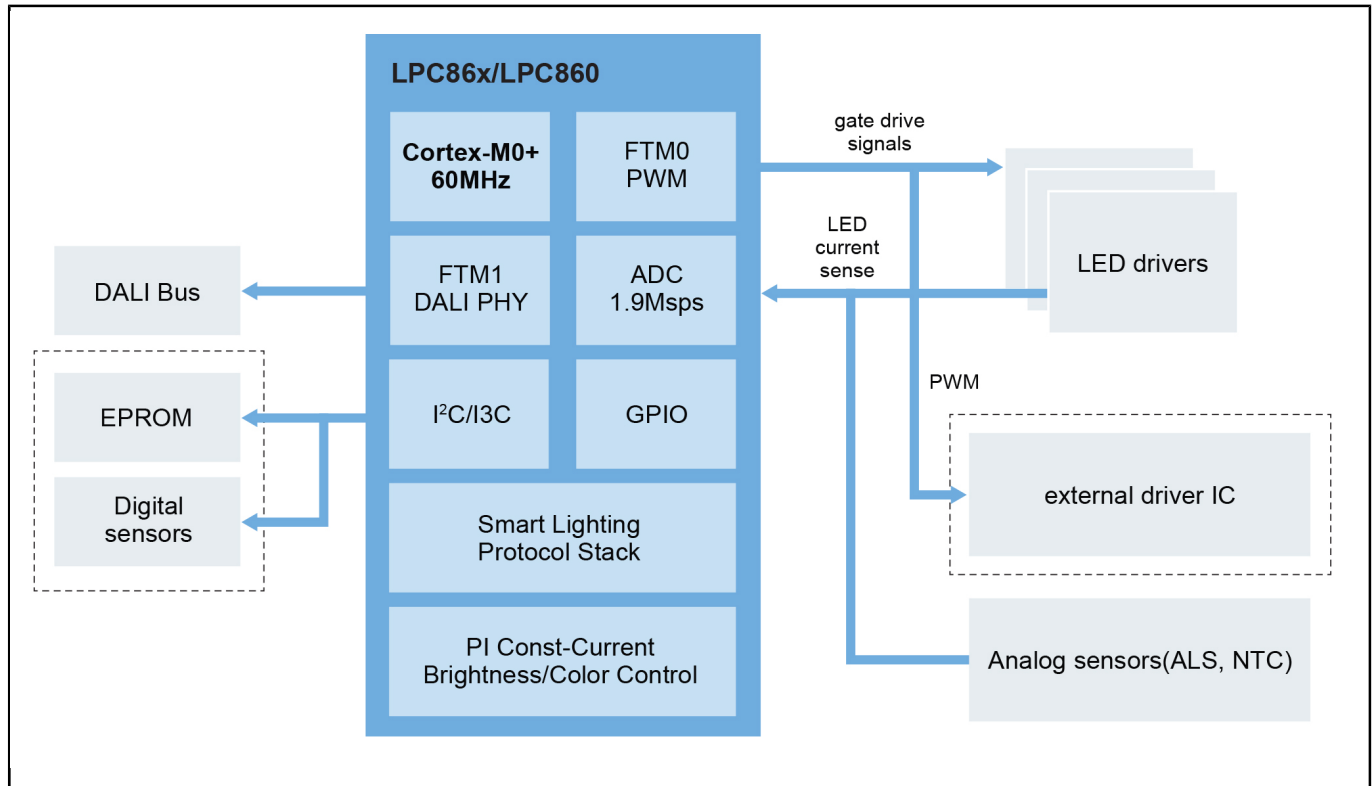 LPC86x/LPC860
Cortex-M0+
60MHz
FTM0
PWM
FTM1
DALI PHY
ADC
1.9Msps
I²C/I3C
GPIO
Smart Lighting
Protocol Stack
PI Const-Current
Brightness/Color Control
DALI Bus
EPROM
Digital
sensors
gate drive
signals
LED
current
sense
LED drivers
PWM
external driver IC
Analog sensors(ALS, NTC)